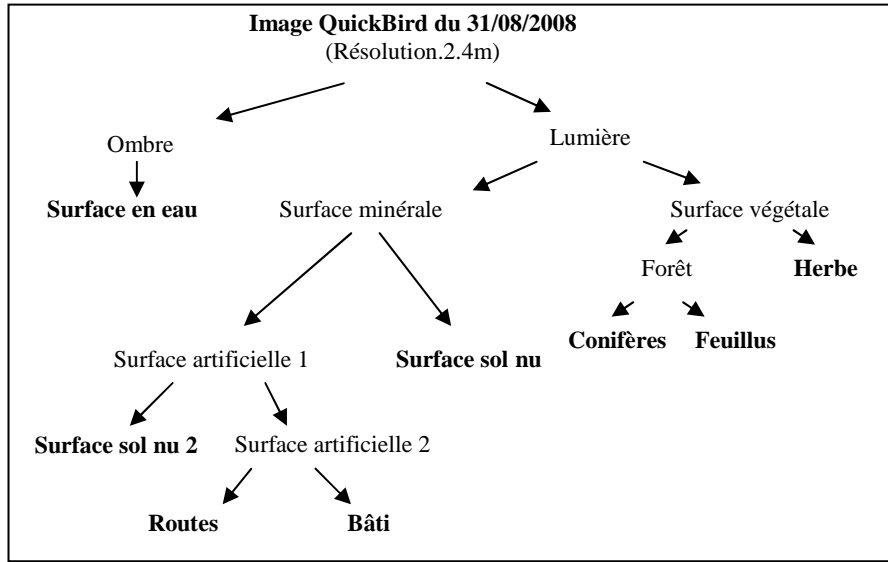 Image QuickBird du 31/08/2008
(Résolution.2.4m)
Ombre
Lumière
Surface en eau
Surface minérale
Surface végétale
Forêt
Herbe
Conifères
Feuillus
Surface artificielle 1
Surface sol nu
Surface sol nu 2
Surface artificielle 2
Routes
Bâti